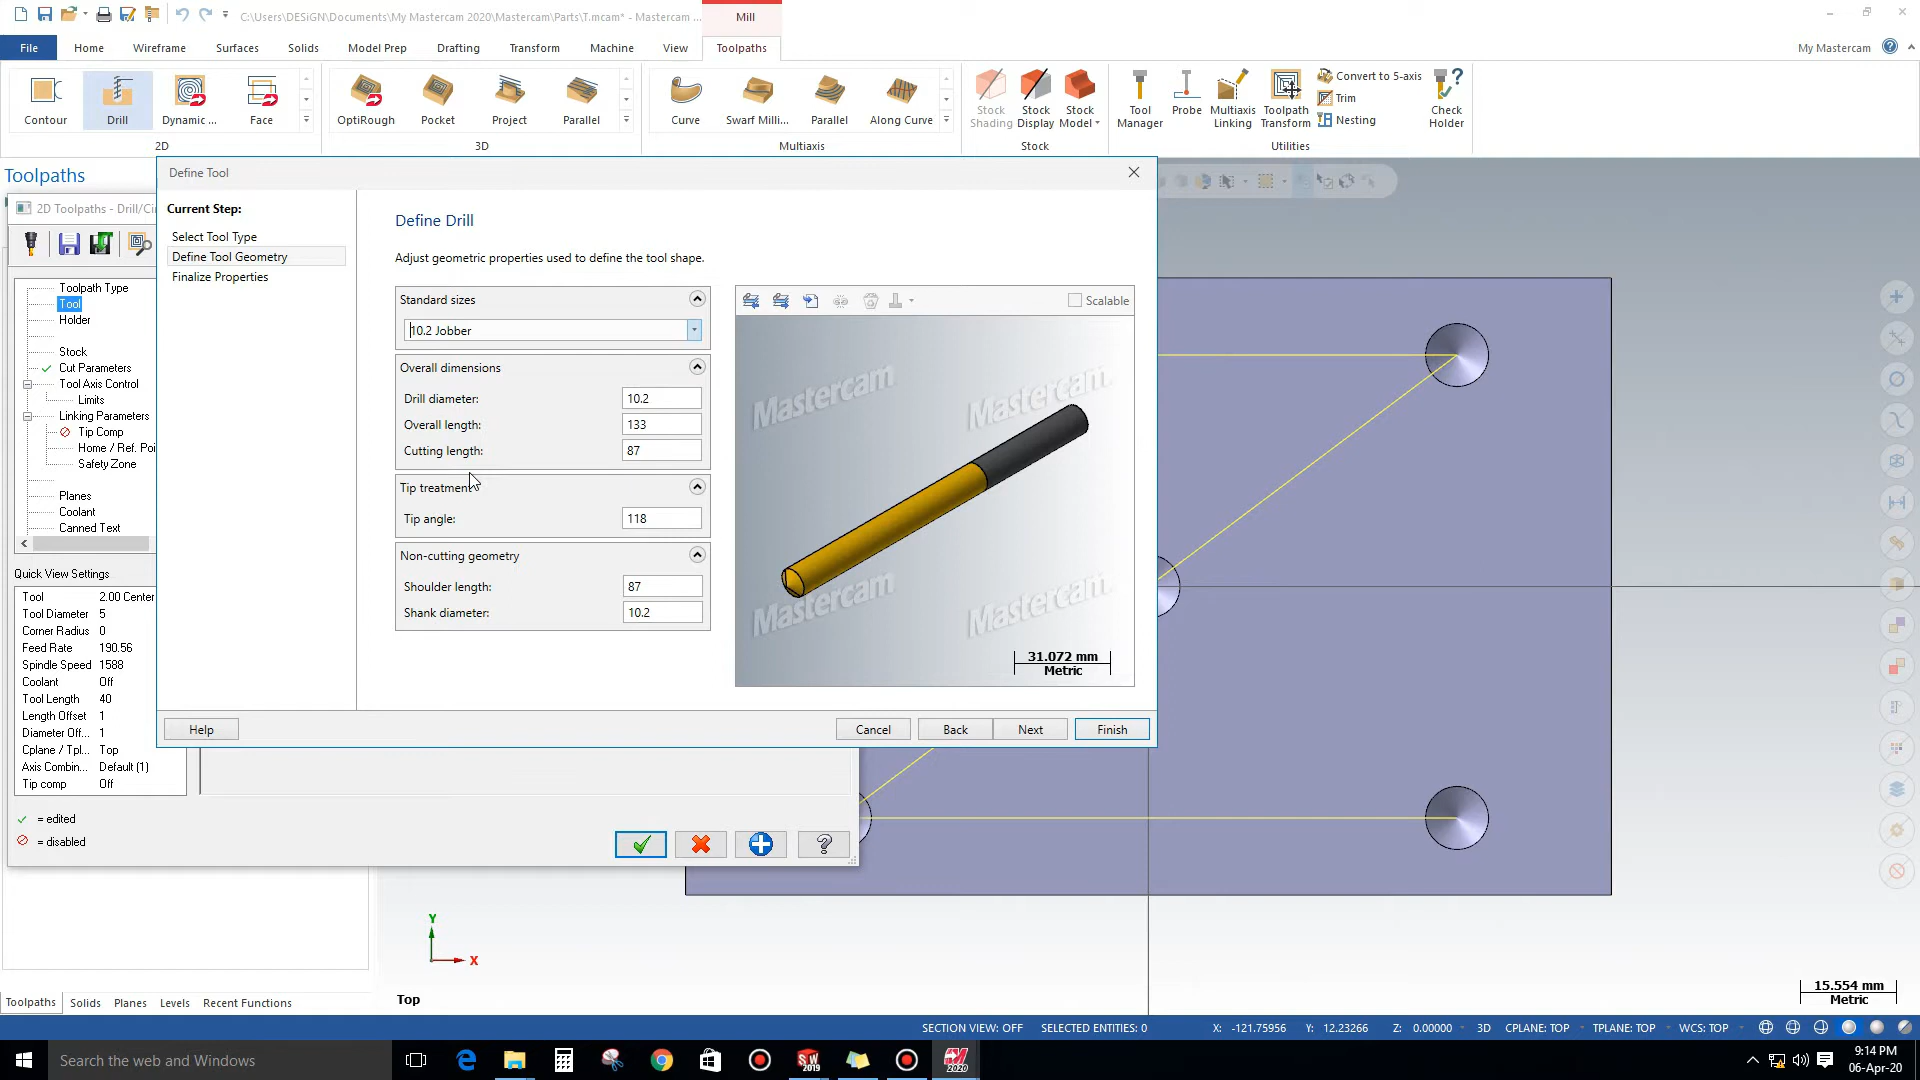 C:\Users\DESiGN\Documents\My Mastercam 2020\Mastercam\Parts\T.mcam* - Mastercam ...
Mill
File
Home
Wireframe
Surfaces
Solids
Model Prep
Drafting
Transform
Machine
View
Toolpaths
My Mastercam
Contour
Drill
Dynamic ...
Face
OptiRough
Pocket
Project
Parallel
Curve
Swarf Milli...
Parallel
Along Curve
Stock Shading
Stock Display
Stock Model
Tool Manager
Probe
Multiaxis Linking
Toolpath Transform
Convert to 5-axis
Trim
Nesting
Check Holder
2D
3D
Multiaxis
Stock
Utilities
Toolpaths
2D Toolpaths - Drill/Ci
Toolpath Type
Tool
Holder
Stock
Cut Parameters
Tool Axis Control
Limits
Linking Parameters
Tip Comp
Home / Ref. Poi
Safety Zone
Planes
Coolant
Canned Text
Quick View Settings
Tool 2.00 Center
Tool Diameter 5
Corner Radius 0
Feed Rate 190.56
Spindle Speed 1588
Coolant Off
Tool Length 40
Length Offset 1
Diameter Off... 1
Cplane / Tpl... Top
Axis Combin... Default (1)
Tip comp Off
= edited
= disabled
Define Tool
Current Step:
Select Tool Type
Define Tool Geometry
Finalize Properties
Define Drill
Adjust geometric properties used to define the tool shape.
Standard sizes
10.2 Jobber
Overall dimensions
Drill diameter: 10.2
Overall length: 133
Cutting length: 87
Tip treatment
Tip angle: 118
Non-cutting geometry
Shoulder length: 87
Shank diameter: 10.2
Scalable
Mastercam
Mastercam
Mastercam
Mastercam
31.072 mm
Metric
Help
Cancel
Back
Next
Finish
Y
X
Top
15.554 mm
Metric
Toolpaths
Solids
Planes
Levels
Recent Functions
SECTION VIEW: OFF
SELECTED ENTITIES: 0
X: -121.75956
Y: 12.23266
Z: 0.00000
3D
CPLANE: TOP
TPLANE: TOP
WCS: TOP
Search the web and Windows
SW
2019
2020
9:14 PM
06-Apr-20